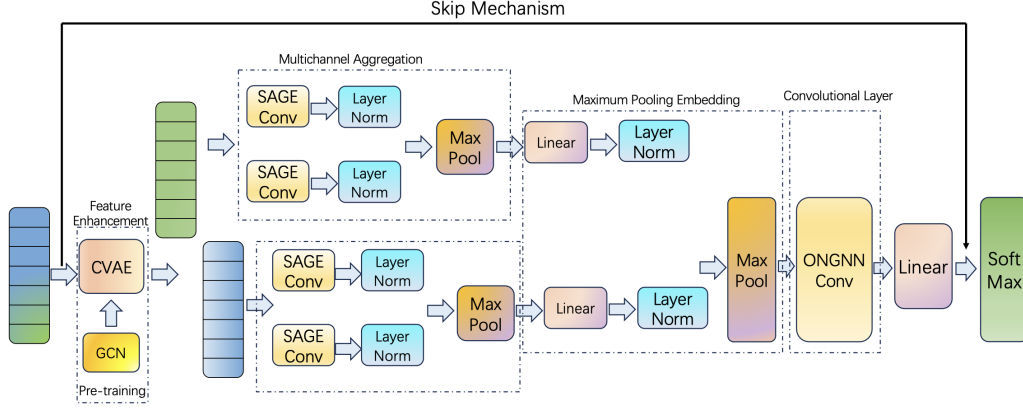 Skip Mechanism
Multichannel Aggregation
SAGE
Conv
Layer
Norm
SAGE
Conv
Layer
Norm
Max
Pool
Maximum Pooling Embedding
Linear
Layer
Norm
Convolutional Layer
Feature
Enhancement
CVAE
GCN
Pre-training
SAGE
Conv
Layer
Norm
SAGE
Conv
Layer
Norm
Max
Pool
Linear
Layer
Norm
Max
Pool
ONGNN
Conv
Linear
Soft
Max